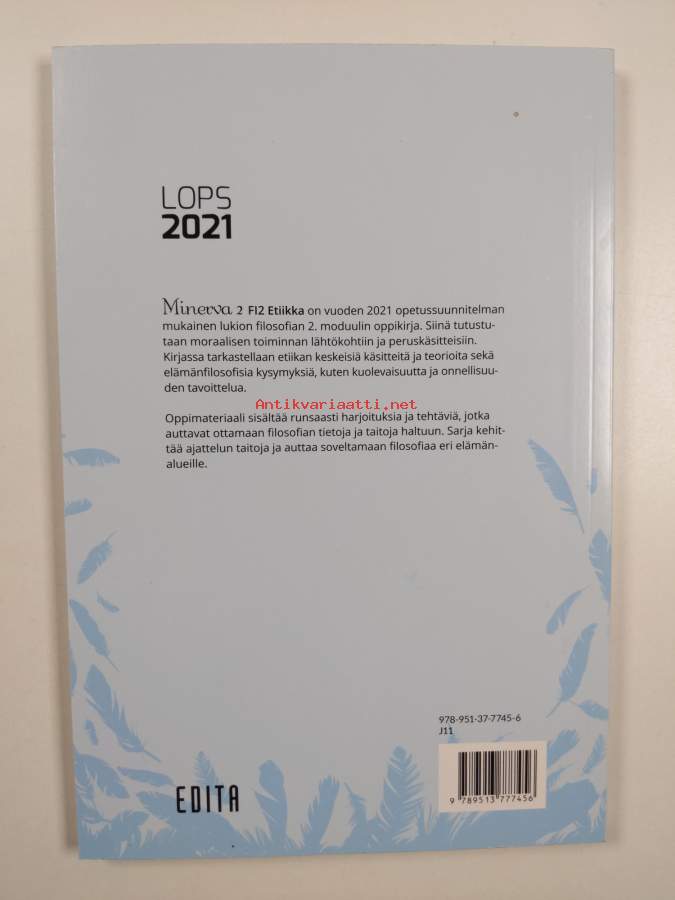 LOPS
2021
Minerva 2 FI2 Etiikka on vuoden 2021 opetussuunnitelman
mukainen lukion filosofian 2. moduulin oppikirja. Siinä tutustu-
taan moraalisen toiminnan lähtökohtiin ja peruskäsitteisiin.
Kirjassa tarkastellaan etiikan keskeisiä käsitteitä ja teorioita sekä
elämänfilosofisia kysymyksiä, kuten kuolevaisuutta ja onnellisuu-
den tavoittelua.
Antikvariaatti.net
Oppimateriaali sisältää runsaasti harjoituksia ja tehtäviä, jotka
auttavat ottamaan filosofian tietoja ja taitoja haltuun. Sarja kehit-
tää ajattelun taitoja ja auttaa soveltamaan filosofiaa eri elämän-
alueille.
978-951-37-7745-6
J11
EDITA
9 789513 777456